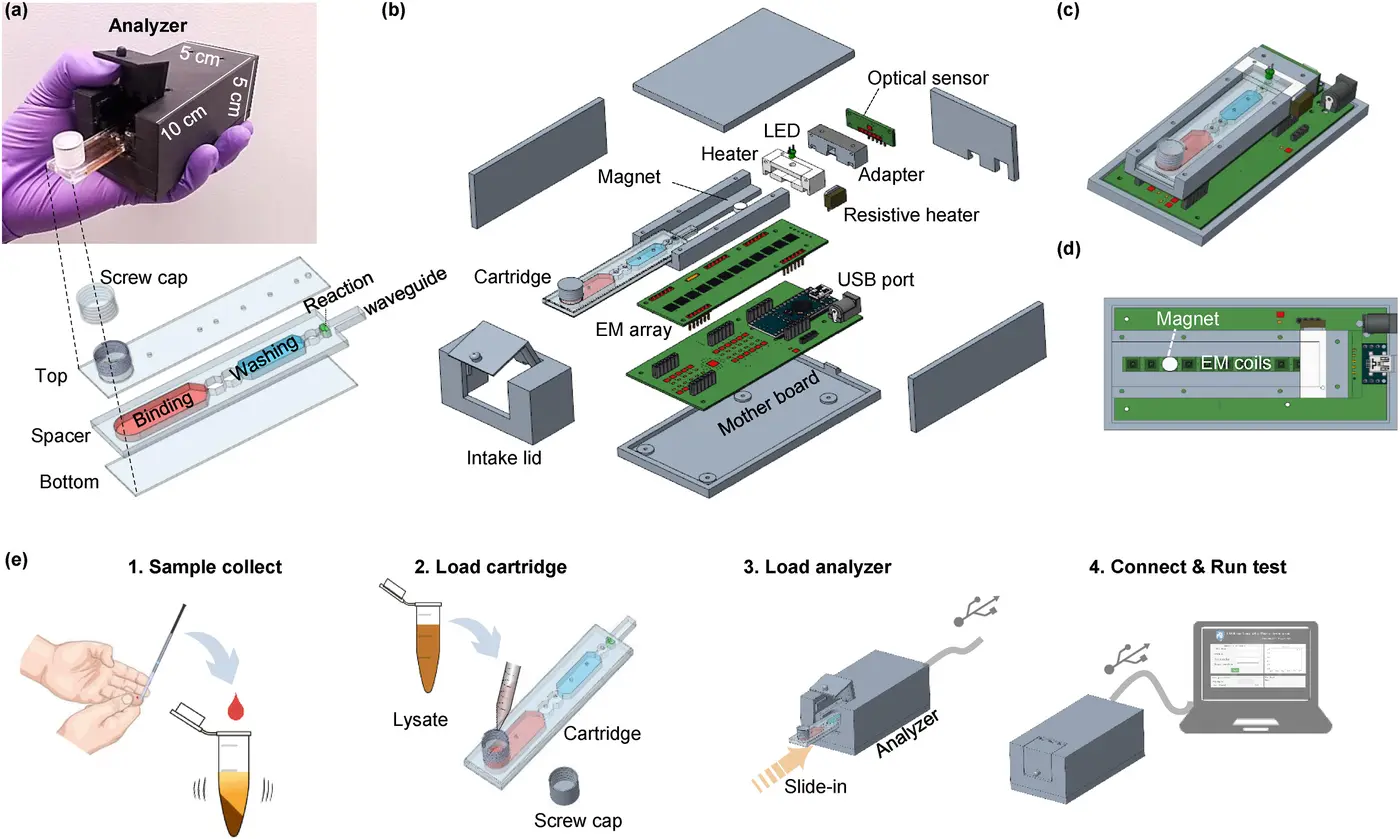 (a)
Analyzer
5 cm
5 cm
10 cm
Screw cap
Reaction
waveguide
Washing
Top
Binding
Spacer
Bottom
(b)
Optical sensor
LED
Heater
Adapter
Magnet
Resistive heater
Cartridge
USB port
EM array
Mother board
Intake lid
(c)
(d)
Magnet
EM coils
(e)
1. Sample collect
2. Load cartridge
3. Load analyzer
4. Connect & Run test
Lysate
Cartridge
Screw cap
Analyzer
Slide-in